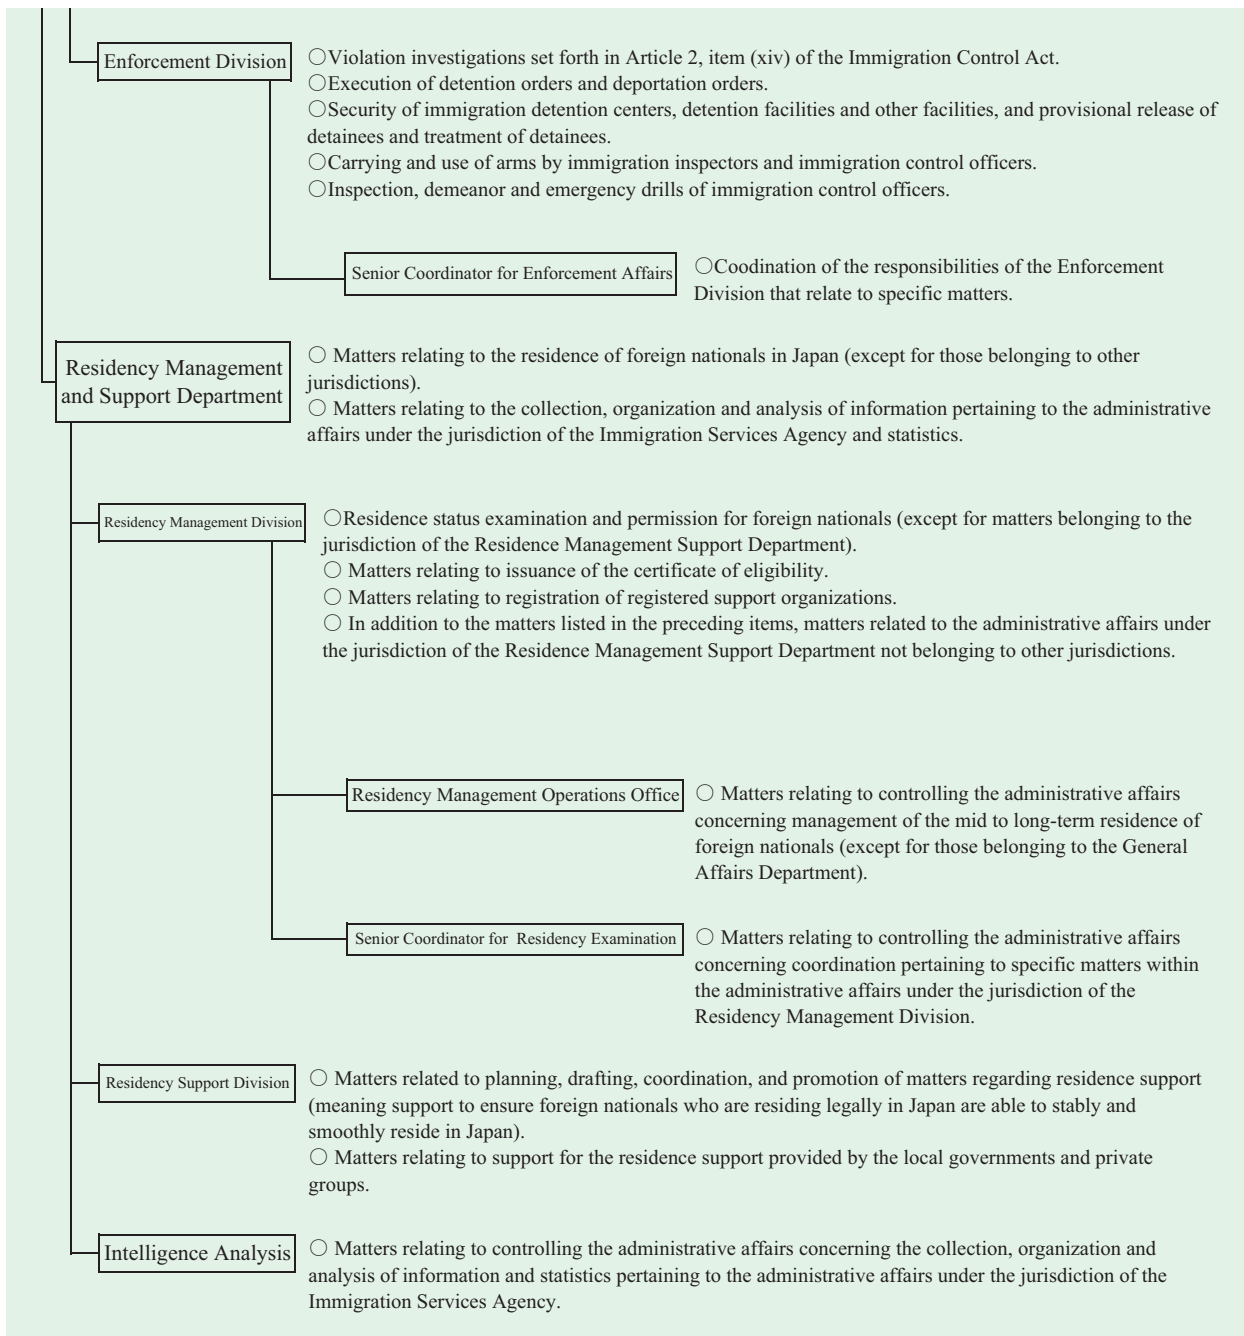 Enforcement Division
○Violation investigations set forth in Article 2, item (xiv) of the Immigration Control Act.
○Execution of detention orders and deportation orders.
○Security of immigration detention centers, detention facilities and other facilities, and provisional release of
detainees and treatment of detainees.
○Carrying and use of arms by immigration inspectors and immigration control officers.
○Inspection, demeanor and emergency drills of immigration control officers.
Senior Coordinator for Enforcement Affairs
○Coodination of the responsibilities of the Enforcement
Division that relate to specific matters.
Residency Management
and Support Department
○ Matters relating to the residence of foreign nationals in Japan (except for those belonging to other
jurisdictions).
○ Matters relating to the collection, organization and analysis of information pertaining to the administrative
affairs under the jurisdiction of the Immigration Services Agency and statistics.
Residency Management Division
○Residence status examination and permission for foreign nationals (except for matters belonging to the
jurisdiction of the Residence Management Support Department).
○ Matters relating to issuance of the certificate of eligibility.
○ Matters relating to registration of registered support organizations.
○ In addition to the matters listed in the preceding items, matters related to the administrative affairs under
the jurisdiction of the Residence Management Support Department not belonging to other jurisdictions.
Residency Management Operations Office
○ Matters relating to controlling the administrative affairs
concerning management of the mid to long-term residence of
foreign nationals (except for those belonging to the General
Affairs Department).
Senior Coordinator for Residency Examination
○ Matters relating to controlling the administrative affairs
concerning coordination pertaining to specific matters within
the administrative affairs under the jurisdiction of the
Residency Management Division.
Residency Support Division
○ Matters related to planning, drafting, coordination, and promotion of matters regarding residence support
(meaning support to ensure foreign nationals who are residing legally in Japan are able to stably and
smoothly reside in Japan).
○ Matters relating to support for the residence support provided by the local governments and private
groups.
Intelligence Analysis
○ Matters relating to controlling the administrative affairs concerning the collection, organization and
analysis of information and statistics pertaining to the administrative affairs under the jurisdiction of the
Immigration Services Agency.